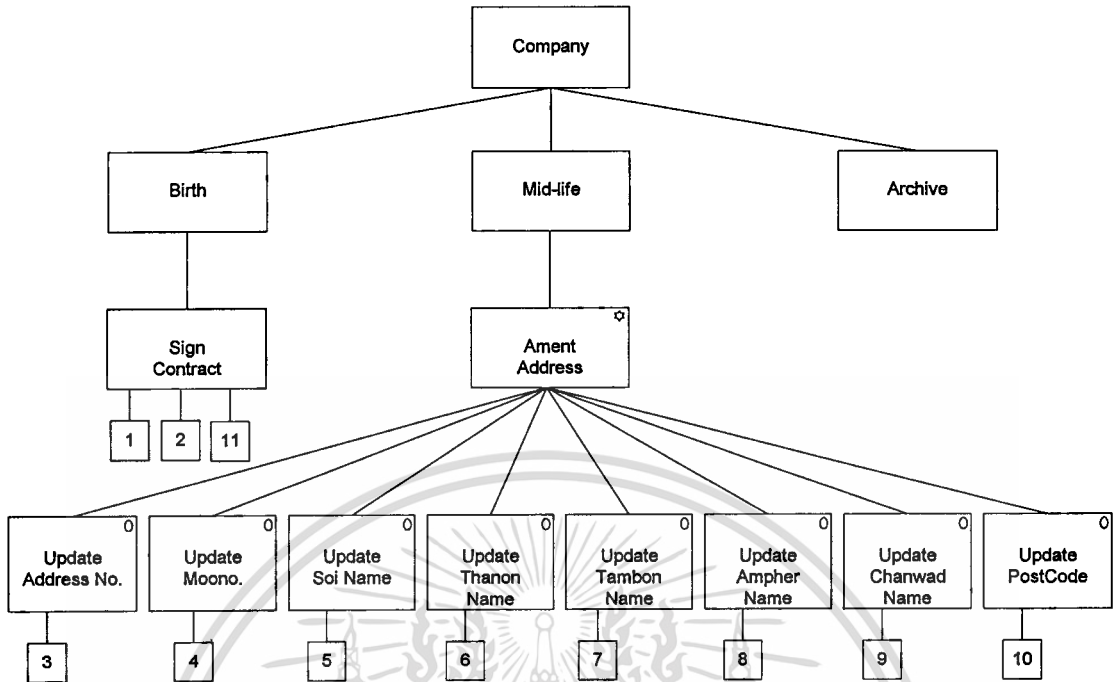 Company
Birth
Mid-life
Archive
Sign
Contract
Ament
Address
1
2
11
Update
Address No.
Update
Moono.
Update
Soi Name
Update
Thanon
Name
Update
Tambon
Name
Update
Ampher
Name
Update
Chanwad
Name
Update
PostCode
3
4
5
6
7
8
9
10